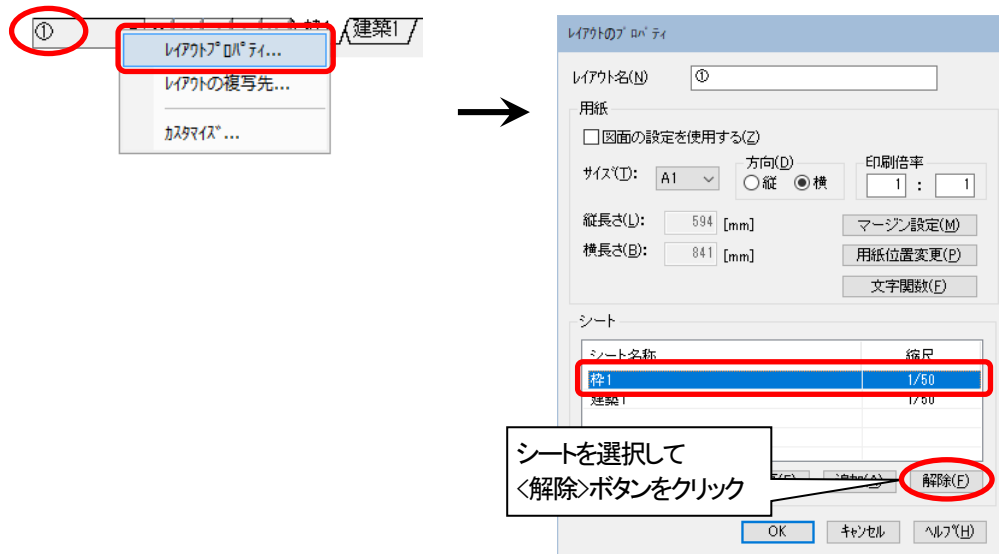 ①
枠1
建築1
レイアウトプロパティ...
レイアウトの複写先...
カスタマイズ...
レイアウトのプロパティ
レイアウト名(N)
①
用紙
図面の設定を使用する(Z)
サイズ(T): A1
方向(D)
縦 横
印刷倍率
1 : 1
縦長さ(L): 594 [mm]
横長さ(B): 841 [mm]
マージン設定(M)
用紙位置変更(P)
文字関数(F)
シート
シート名称 縮尺
枠1 1/50
建築1 1/50
シートを選択して
<解除>ボタンをクリック
追加(A)
解除(F)
OK キャンセル ヘルプ(H)